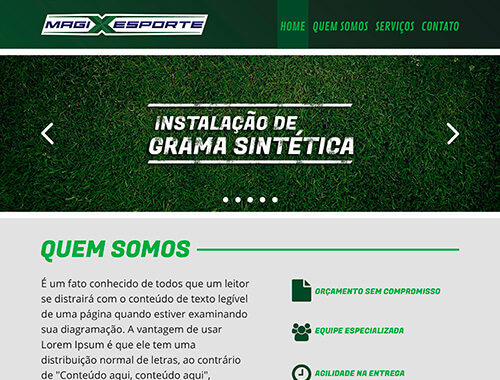 MAGIXESPORTE
HOME QUEM SOMOS SERVIÇOS CONTATO
INSTALAÇÃO DE
GRAMA SINTÉTICA
QUEM SOMOS
É um fato conhecido de todos que um leitor
se distrairá com o conteúdo de texto legível
de uma página quando estiver examinando
sua diagramação. A vantagem de usar
Lorem Ipsum é que ele tem uma
distribuição normal de letras, ao contrário
de "Conteúdo aqui, conteúdo aqui",
ORÇAMENTO SEM COMPROMISSO
EQUIPE ESPECIALIZADA
AGILIDADE NA ENTREGA